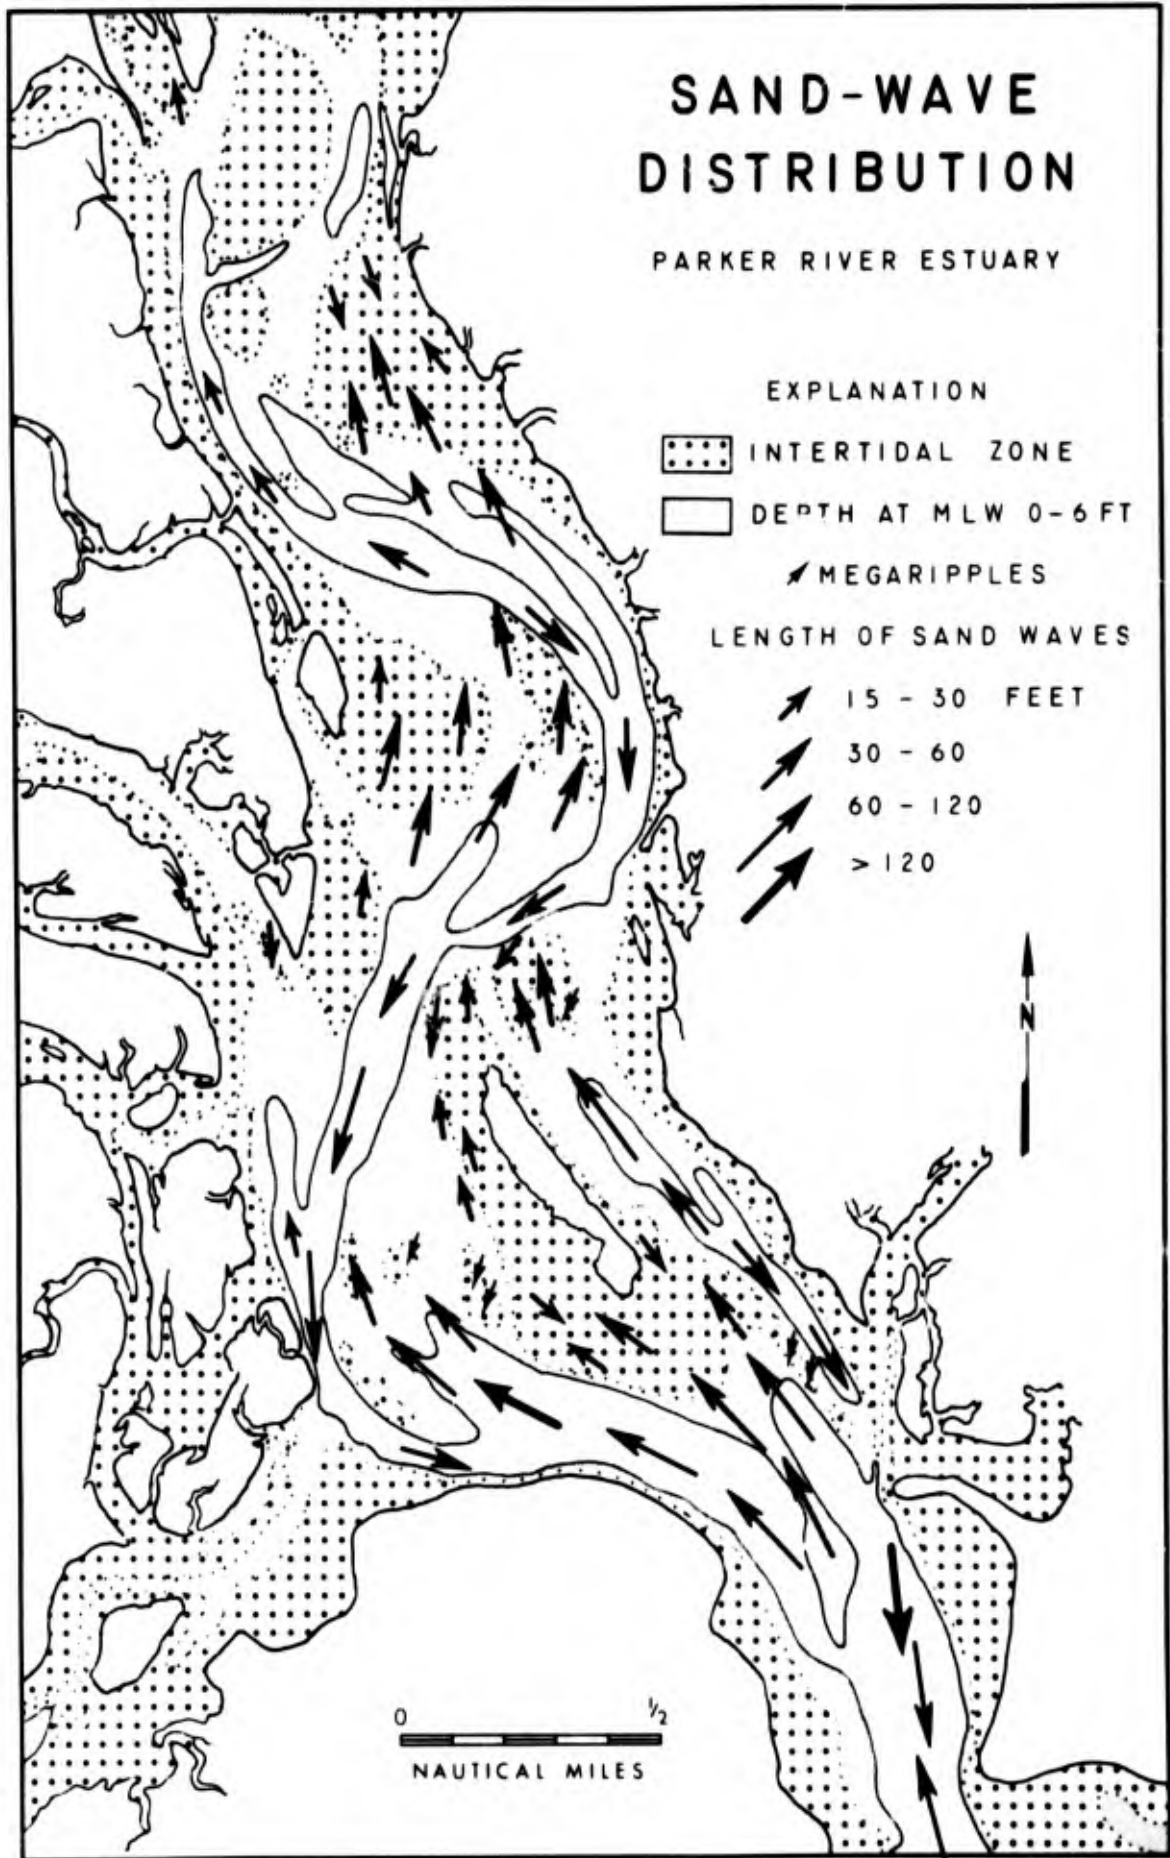 SAND-WAVE
DISTRIBUTION
PARKER RIVER ESTUARY
EXPLANATION
INTERTIDAL ZONE
DEPTH AT MLW 0-6 FT
MEGARIPPLES
LENGTH OF SAND WAVES
15 - 30 FEET
30 - 60
60 - 120
> 120
N
0 1/2
NAUTICAL MILES